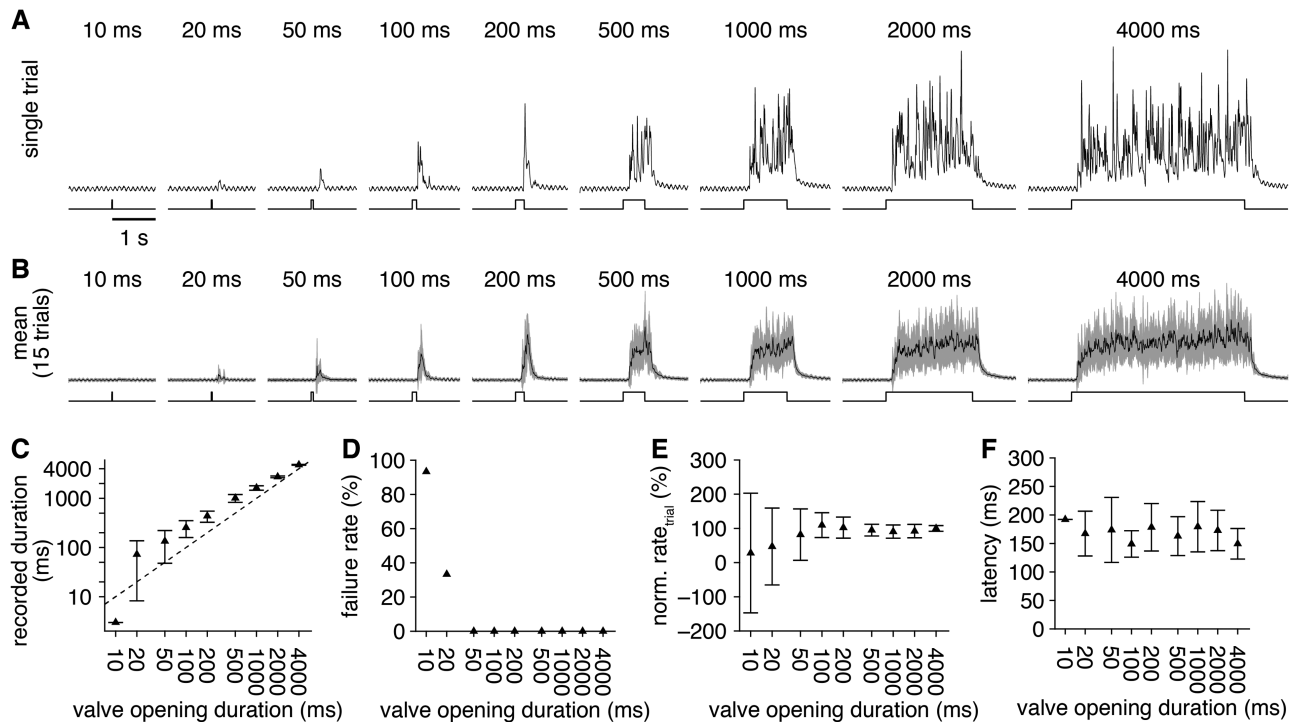 A
10 ms 20 ms 50 ms 100 ms 200 ms 500 ms 1000 ms 2000 ms 4000 ms
single trial
1 s
B
10 ms 20 ms 50 ms 100 ms 200 ms 500 ms 1000 ms 2000 ms 4000 ms
mean
(15 trials)
C
recorded duration
(ms)
4000
1000
100
10
10 20 50 100 200 500 1000 2000 4000
valve opening duration (ms)
D
failure rate (%)
100
80
60
40
20
0
10 20 50 100 200 500 1000 2000 4000
valve opening duration (ms)
E
norm. rate trial (%)
300
200
100
0
−100
−200
10 20 50 100 200 500 1000 2000 4000
valve opening duration (ms)
F
latency (ms)
300
250
200
150
100
50
0
10 20 50 100 200 500 1000 2000 4000
valve opening duration (ms)